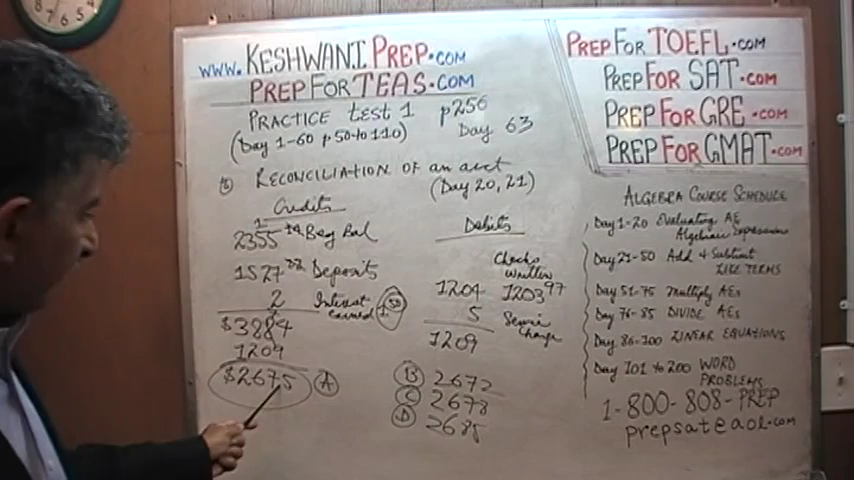 www.KESHWANI PREP.COM
PREPFORTEAS.COM
PRACTICE test 1 p256
(Day 1-60 p50 to 110) Day 63
RECONCILIATION OF an acct
(Day 20, 21)
Credits
2355 Beg Bal
1527 Deposits
2 Interest earned 1.50
$3884
1209
$2675 A
Debits
Checks Written
1204 1203 97
5 Service Charge
1209
B 2672
C 2678
D 2685
PREPFORTOEFL.COM
PREPFORSAT.COM
PREPFORGRE.COM
PREPFORGMAT.COM
ALGEBRA COURSE SCHEDULE
Day 1-20 Evaluating AE
Algebraic Expressions
Day 21-50 Add & Subtract
LIKE TERMS
Day 51-75 Multiply AEs
Day 76-85 DIVIDE AEs
Day 86-100 LINEAR EQUATIONS
Day 101 to 200 WORD
PROBLEMS
1-800-808-PREP
prepsat@aol.com